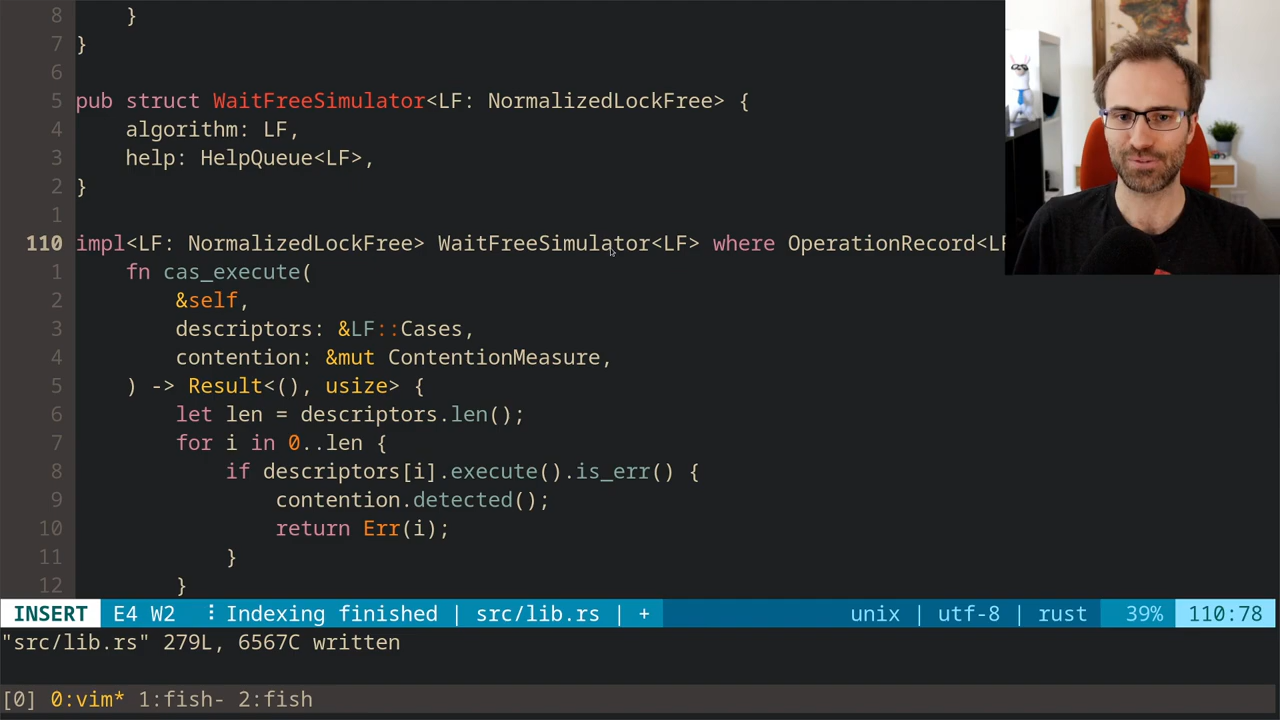 8 }
7 }
6
5 pub struct WaitFreeSimulator<LF: NormalizedLockFree> {
4 algorithm: LF,
3 help: HelpQueue<LF>,
2 }
1
110 impl<LF: NormalizedLockFree> WaitFreeSimulator<LF> where OperationRecord<LF
1 fn cas_execute(
2 &self,
3 descriptors: &LF::Cases,
4 contention: &mut ContentionMeasure,
5 ) -> Result<(), usize> {
6 let len = descriptors.len();
7 for i in 0..len {
8 if descriptors[i].execute().is_err() {
9 contention.detected();
10 return Err(i);
11 }
12 }
INSERT E4 W2 ⠸ Indexing finished | src/lib.rs | + unix | utf-8 | rust 39% 110:78
"src/lib.rs" 279L, 6567C written
[0] 0:vim* 1:fish- 2:fish